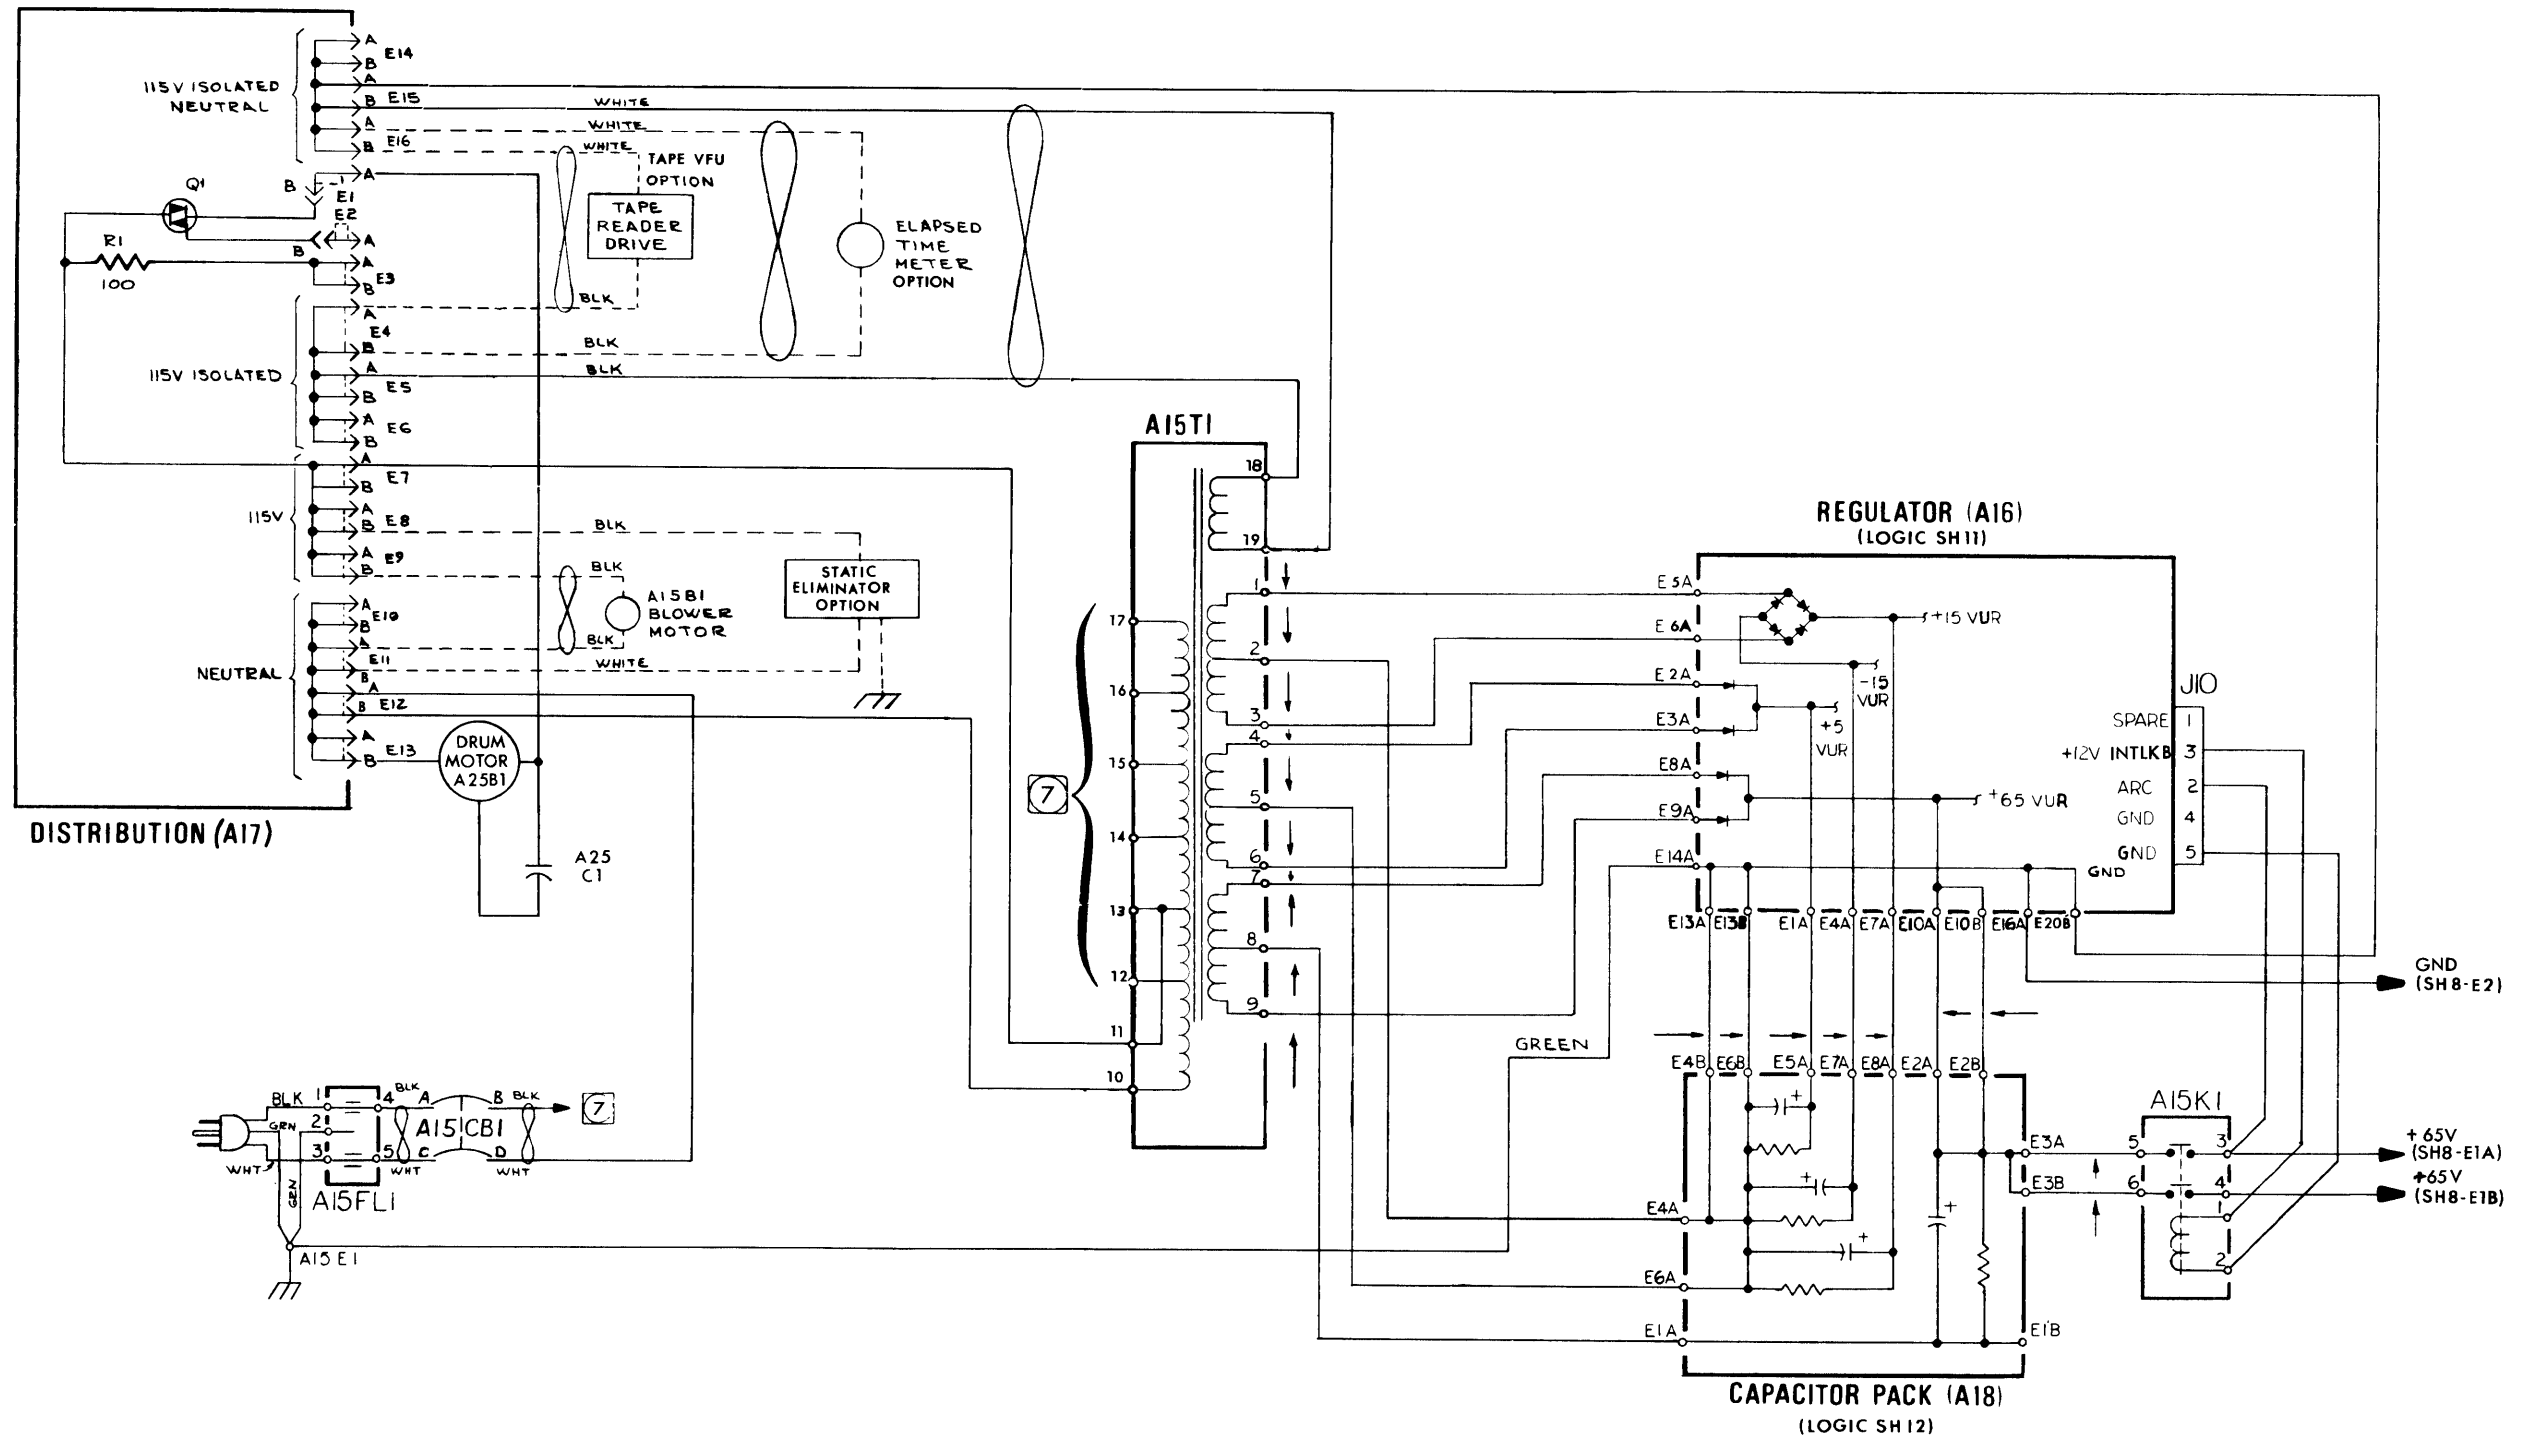 A
E14
B
115V ISOLATED
NEUTRAL
A
B
E15
WHITE
A
WHITE
B
E16
WHITE
A
B
E1
E2
Q1
B
A
R1
100
A
E3
B
TAPE VFU
OPTION
TAPE
READER
DRIVE
ELAPSED
TIME
METER
OPTION
BLK
A
E4
B
BLK
115V ISOLATED
A
E5
B
BLK
A
E6
B
A
E7
B
115V
A
B
E8
BLK
A
E9
B
BLK
STATIC
ELIMINATOR
OPTION
A15B1
BLOWER
MOTOR
BLK
WHITE
NEUTRAL
A
E10
B
A
E11
B
A
E12
B
A
E13
B
DRUM
MOTOR
A25B1
A25
C1
DISTRIBUTION (A17)
A15T1
18
19
1
2
3
4
5
6
7
8
9
17
16
15
14
13
12
11
10
7
REGULATOR (A16)
(LOGIC SH11)
E5A
E6A
E2A
E3A
E8A
E9A
E14A
+15 VUR
-15
VUR
+5
VUR
+65 VUR
J10
SPARE 1
+12V INTLKB 3
ARC 2
GND 4
GND 5
GND
E13A E13B E1A E4A E7A E10A E10B E16A E20B
GND
(SH8-E2)
GREEN
E4B E6B E5A E7A E8A E2A E2B
+
+
+
+
E4A
E6A
E1A
E1B
E3A
E3B
A15K1
5
3
6
4
1
2
+65V
(SH8-E1A)
+65V
(SH8-E1B)
CAPACITOR PACK (A18)
(LOGIC SH12)
BLK
GRN
WHT
GRN
1
2
3
4
5
BLK
A
B
BLK
7
A15CB1
C
D
WHT
WHT
A15FL1
A15 E1